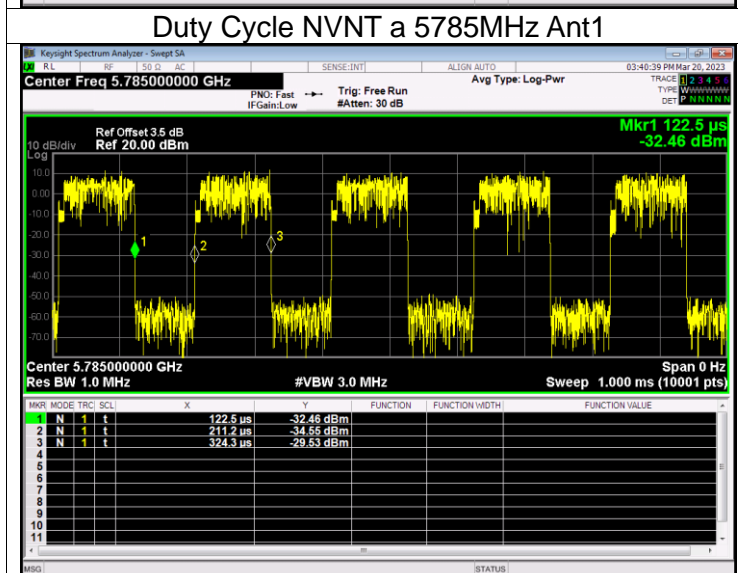 Duty Cycle NVNT a 5785MHz Ant1
Keysight Spectrum Analyzer - Swept SA
LXI RL RF 50 Ω AC SENSE:INT ALIGN AUTO 03:40:39 PM Mar 20, 2023
Center Freq 5.785000000 GHz Avg Type: Log-Pwr TRACE 1 2 3 4 5 6
PNO: Fast Trig: Free Run TYPE WWWWWW
IFGain:Low #Atten: 30 dB DET P NNNNN
Mkr1 122.5 µs
Ref Offset 3.5 dB
10 dB/div Ref 20.00 dBm -32.46 dBm
Log
10.0
0.00
-10.0
-20.0
-30.0
-40.0
-50.0
-60.0
-70.0
1
2
3
Center 5.785000000 GHz Span 0 Hz
Res BW 1.0 MHz #VBW 3.0 MHz Sweep 1.000 ms (10001 pts)
MKR MODE TRC SCL X Y FUNCTION FUNCTION WIDTH FUNCTION VALUE
1 N 1 t 122.5 µs -32.46 dBm
2 N 1 t 211.2 µs -34.55 dBm
3 N 1 t 324.3 µs -29.53 dBm
4
5
6
7
8
9
10
11
MSG STATUS